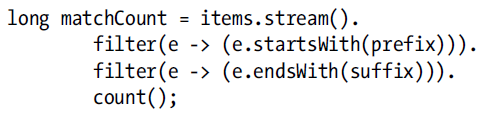 long matchCount = items.stream().
filter(e -> (e.startsWith(prefix))).
filter(e -> (e.endsWith(suffix))).
count();